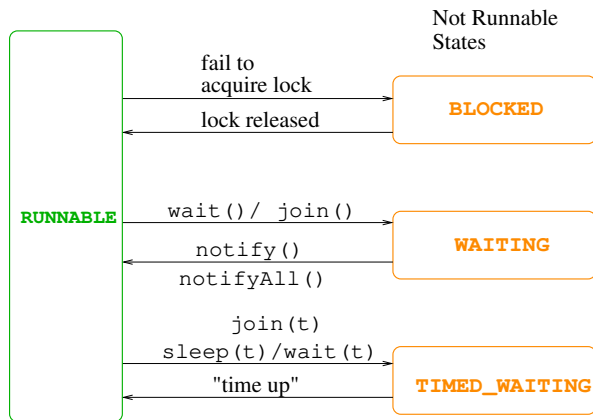 Not Runnable
States
fail to
acquire lock
BLOCKED
lock released
RUNNABLE
wait()/ join()
WAITING
notify()
notifyAll()
join(t)
sleep(t)/wait(t)
TIMED_WAITING
"time up"